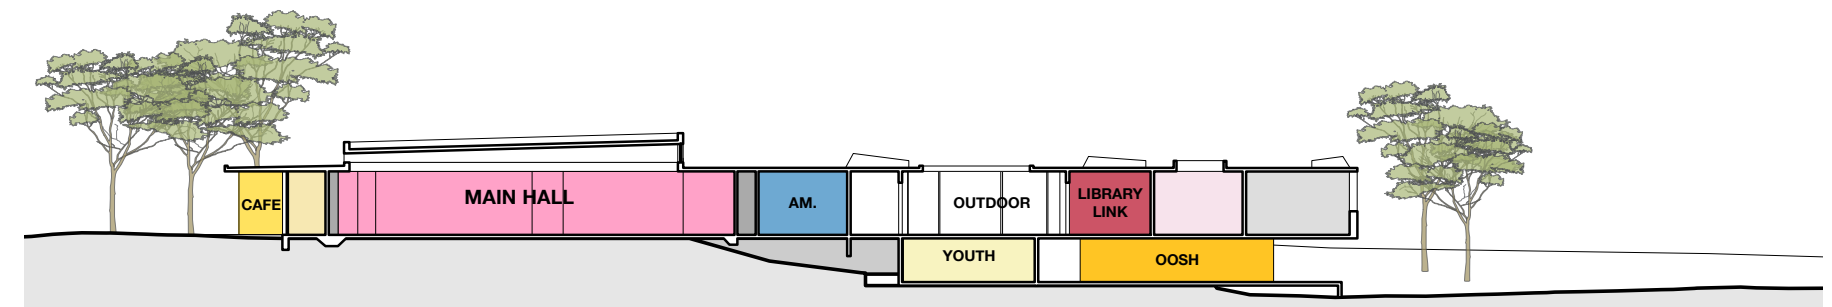 CAFE
MAIN HALL
AM.
OUTDOOR
LIBRARY
LINK
YOUTH
OOSH